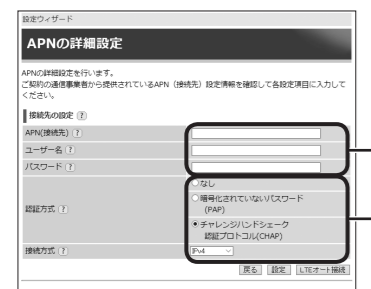 設定ウィザード
APNの詳細設定
APNの詳細設定を行います。
ご契約の通信事業者から提供されているAPN（接続先）設定情報を確認して各設定項目に入力して
ください。
接続先の設定 ?
APN(接続先) ?
ユーザー名 ?
パスワード ?
認証方式 ?
なし
暗号化されていないパスワード
(PAP)
チャレンジハンドシェーク
認証プロトコル(CHAP)
接続方式 ?
IPv4
戻る 設定 LTEオート接続